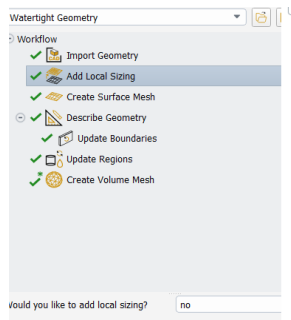 Watertight Geometry
Workflow
Import Geometry
Add Local Sizing
Create Surface Mesh
Describe Geometry
Update Boundaries
Update Regions
Create Volume Mesh
Would you like to add local sizing? no